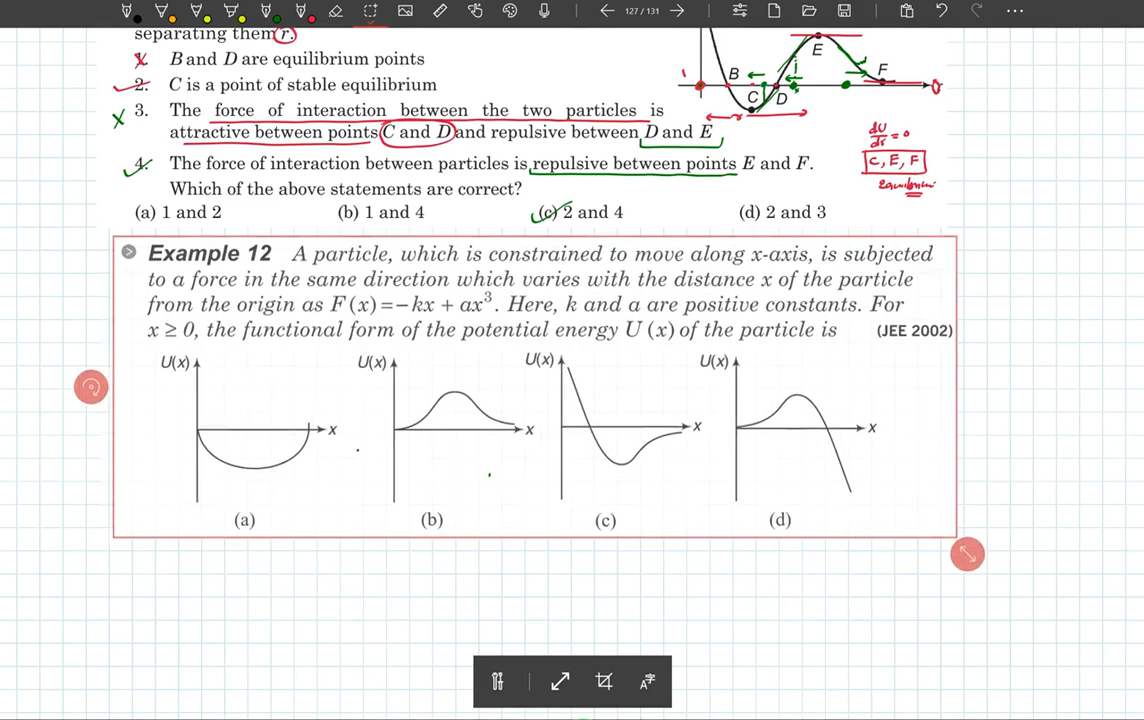 127 / 131
separating them r.
1. B and D are equilibrium points
2. C is a point of stable equilibrium
3. The force of interaction between the two particles is
attractive between points C and D and repulsive between D and E
4. The force of interaction between particles is repulsive between points E and F.
Which of the above statements are correct?
(a) 1 and 2 (b) 1 and 4 (c) 2 and 4 (d) 2 and 3
B C D E F
dU/dr = 0
C, E, F
Example 12 A particle, which is constrained to move along x-axis, is subjected
to a force in the same direction which varies with the distance x of the particle
from the origin as F(x)=−kx + ax³. Here, k and a are positive constants. For
x ≥ 0, the functional form of the potential energy U (x) of the particle is (JEE 2002)
U(x) U(x) U(x) U(x)
x x x x
(a) (b) (c) (d)